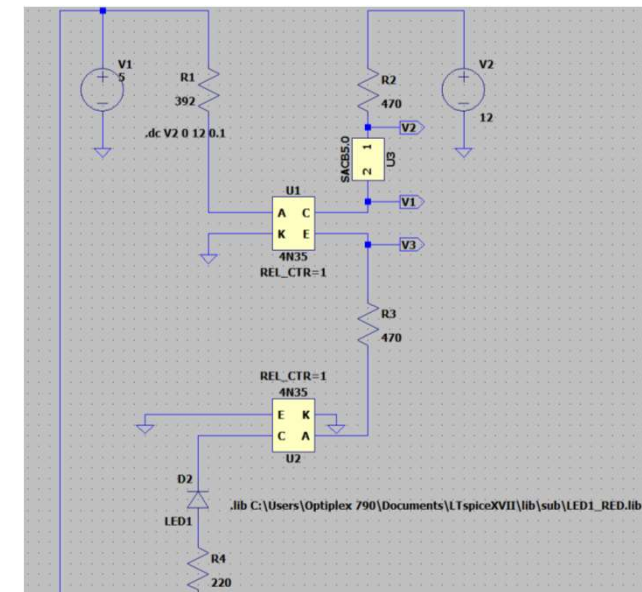 V1
5
R1
392
.dc V2 0 12 0.1
R2
470
V2
12
V2
SACB5.0
1
2
U3
V1
U1
A C
K E
4N35
REL_CTR=1
V3
R3
470
REL_CTR=1
4N35
E K
C A
U2
D2
LED1
.lib C:\Users\Optiplex 790\Documents\LTspiceXVII\lib\sub\LED1_RED.lib
R4
220